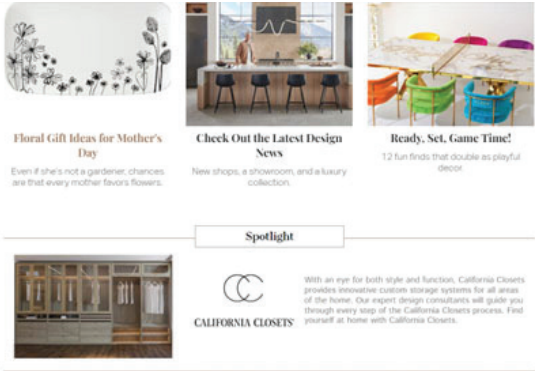 Floral Gift Ideas for Mother's
Day
Even if she's not a gardener, chances
are that every mother favors flowers.
Check Out the Latest Design
News
New shops, a showroom, and a luxury
collection.
Ready, Set, Game Time!
12 fun finds that double as playful
decor.
Spotlight
CALIFORNIA CLOSETS®
With an eye for both style and function, California Closets
provides innovative custom storage systems for all areas
of the home. Our expert design consultants will guide you
through every step of the California Closets process. Find
yourself at home with California Closets.